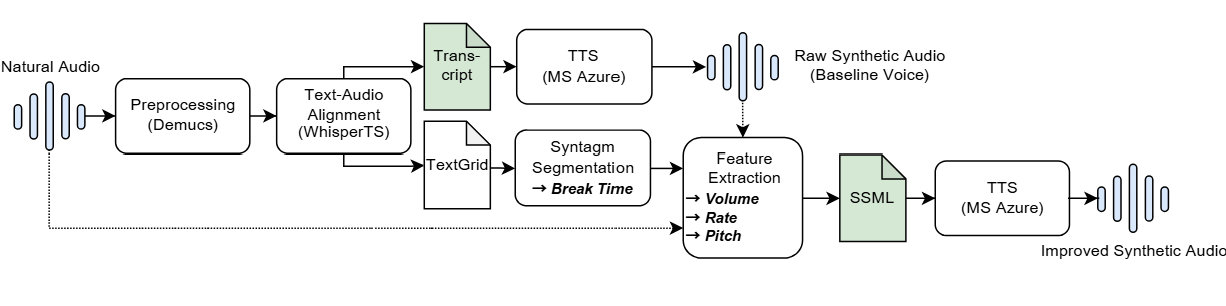 Natural Audio
Preprocessing
(Demucs)
Text-Audio
Alignment
(WhisperTS)
Trans-
cript
TTS
(MS Azure)
Raw Synthetic Audio
(Baseline Voice)
TextGrid
Syntagm
Segmentation
→ Break Time
Feature
Extraction
→ Volume
→ Rate
→ Pitch
SSML
TTS
(MS Azure)
Improved Synthetic Audio